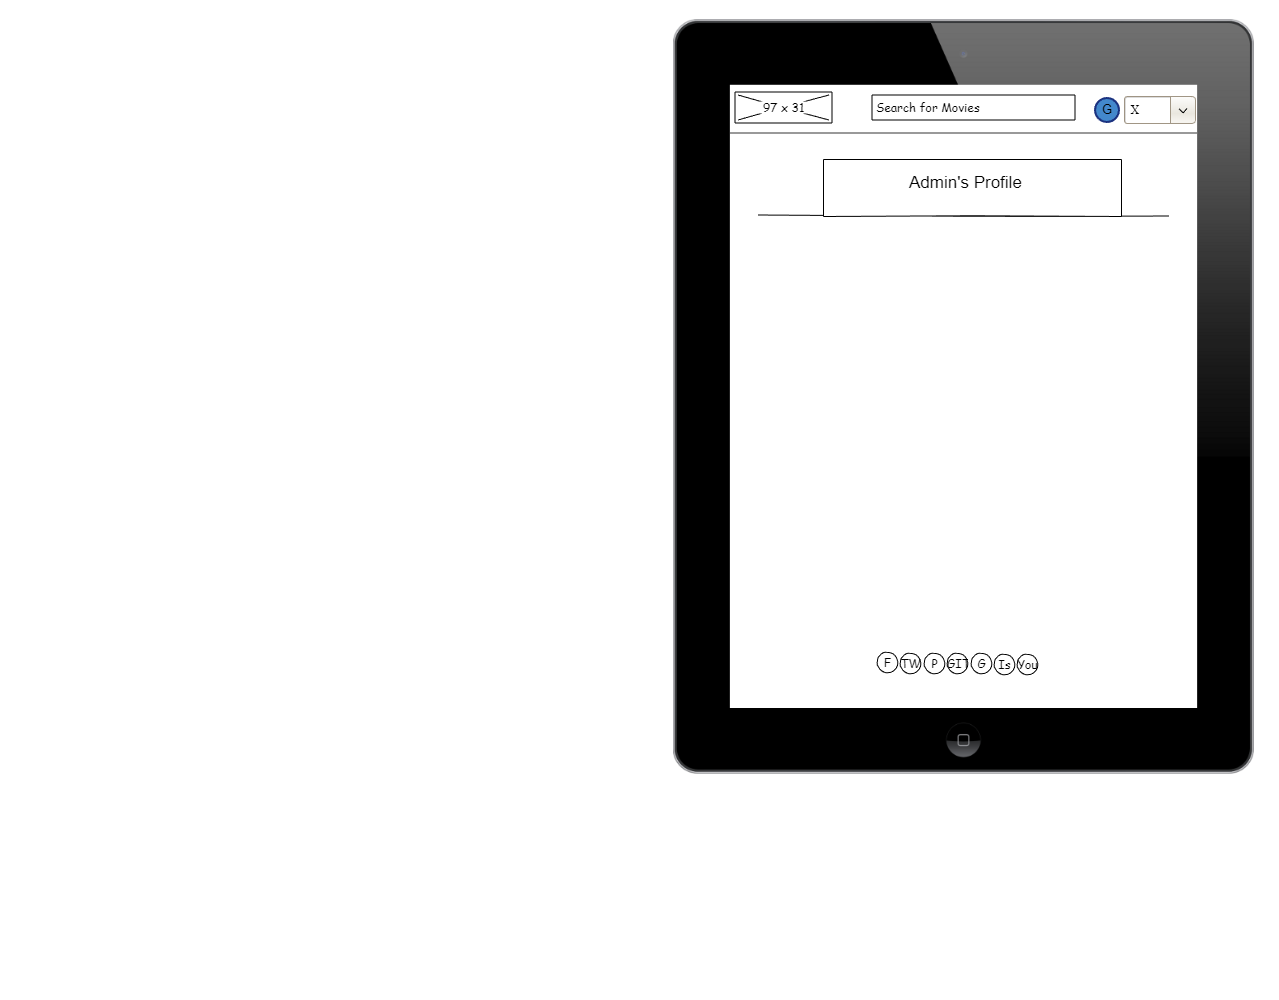 97 x 31
Search for Movies
G
X
Admin's Profile
F TW P GIT G Is You